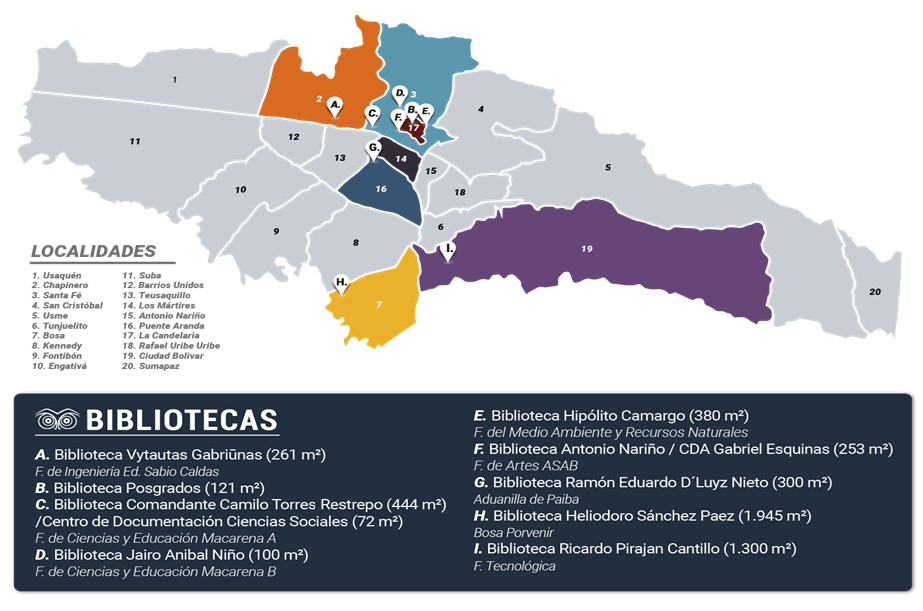 1
2
A.
D.
3
C.
B.
E.
F.
17
4
11
12
13
G.
14
15
5
10
16
18
9
8
6
I.
19
H.
7
20
LOCALIDADES
1. Usaquén
2. Chapinero
3. Santa Fé
4. San Cristóbal
5. Usme
6. Tunjuelito
7. Bosa
8. Kennedy
9. Fontibón
10. Engativá
11. Suba
12. Barrios Unidos
13. Teusaquillo
14. Los Mártires
15. Antonio Nariño
16. Puente Aranda
17. La Candelaria
18. Rafael Uribe Uribe
19. Ciudad Bolivar
20. Sumapaz
BIBLIOTECAS
A. Biblioteca Vytautas Gabriūnas (261 m²)
F. de Ingeniería Ed. Sabio Caldas
B. Biblioteca Posgrados (121 m²)
C. Biblioteca Comandante Camilo Torres Restrepo (444 m²)
/Centro de Documentación Ciencias Sociales (72 m²)
F. de Ciencias y Educación Macarena A
D. Biblioteca Jairo Anibal Niño (100 m²)
F. de Ciencias y Educación Macarena B
E. Biblioteca Hipólito Camargo (380 m²)
F. del Medio Ambiente y Recursos Naturales
F. Biblioteca Antonio Nariño / CDA Gabriel Esquinas (253 m²)
F. de Artes ASAB
G. Biblioteca Ramón Eduardo D´Luyz Nieto (300 m²)
Aduanilla de Paiba
H. Biblioteca Heliodoro Sánchez Paez (1.945 m²)
Bosa Porvenir
I. Biblioteca Ricardo Pirajan Cantillo (1.300 m²)
F. Tecnológica